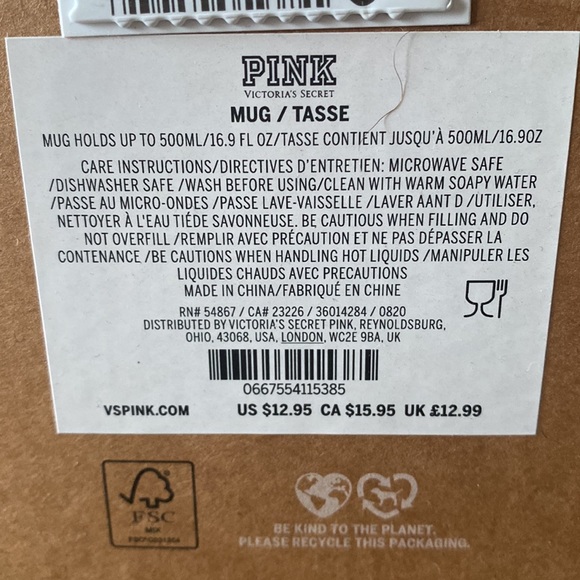 PINK
VICTORIA'S SECRET
MUG / TASSE
MUG HOLDS UP TO 500ML/16.9 FL OZ/TASSE CONTIENT JUSQU'À 500ML/16.9OZ
CARE INSTRUCTIONS/DIRECTIVES D'ENTRETIEN: MICROWAVE SAFE
/DISHWASHER SAFE /WASH BEFORE USING/CLEAN WITH WARM SOAPY WATER
/PASSE AU MICRO-ONDES /PASSE LAVE-VAISSELLE /LAVER AANT D /UTILISER,
NETTOYER À L'EAU TIÉDE SAVONNEUSE. BE CAUTIOUS WHEN FILLING AND DO
NOT OVERFILL /REMPLIR AVEC PRÉCAUTION ET NE PAS DÉPASSER LA
CONTENANCE /BE CAUTIONS WHEN HANDLING HOT LIQUIDS /MANIPULER LES
LIQUIDES CHAUDS AVEC PRECAUTIONS
MADE IN CHINA/FABRIQUÉ EN CHINE
RN# 54867 / CA# 23226 / 36014284 / 0820
DISTRIBUTED BY VICTORIA'S SECRET PINK, REYNOLDSBURG,
OHIO, 43068, USA, LONDON, WC2E 9BA, UK
0667554115385
VSPINK.COM US $12.95 CA $15.95 UK £12.99
FSC
MIX
BE KIND TO THE PLANET.
PLEASE RECYCLE THIS PACKAGING.